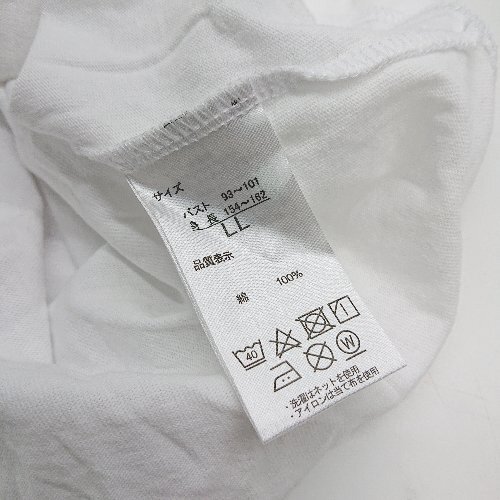 サイズ
バスト 93～101
身長 154～162
LL
品質表示
綿 100%
40
W
・洗濯はネットを使用
・アイロンは当て布を使用